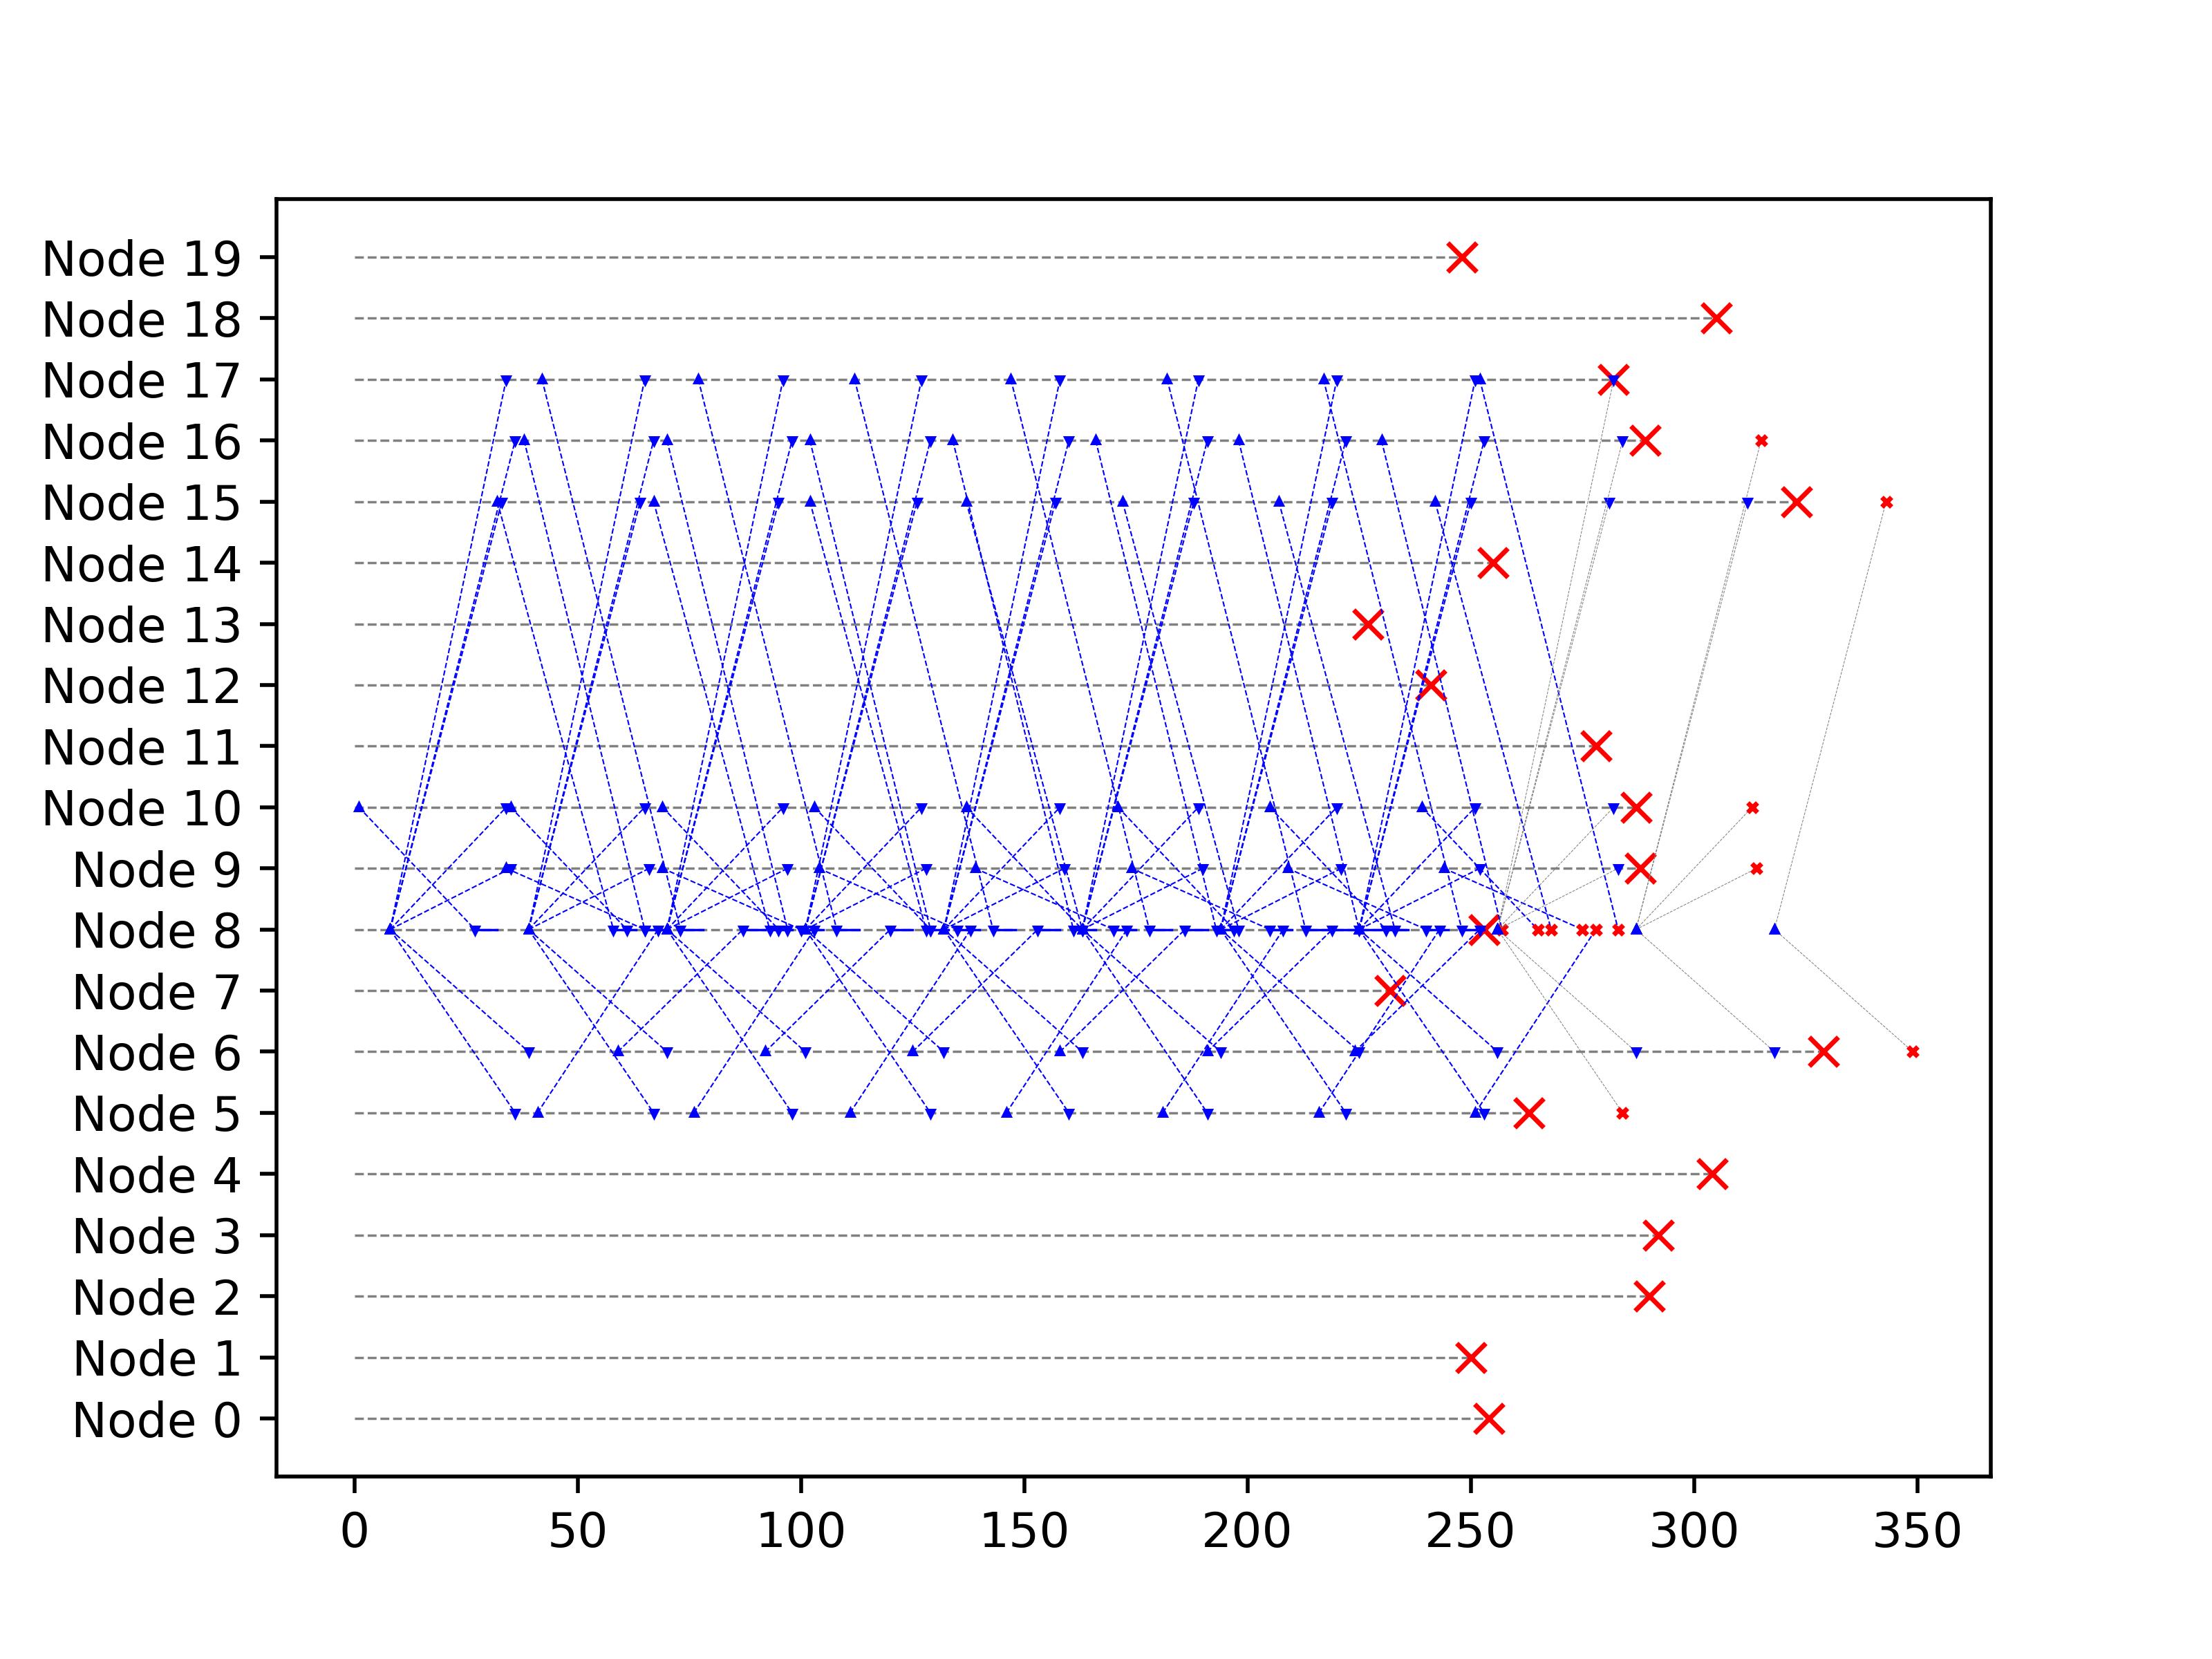 Node 19
Node 18
Node 17
Node 16
Node 15
Node 14
Node 13
Node 12
Node 11
Node 10
Node 9
Node 8
Node 7
Node 6
Node 5
Node 4
Node 3
Node 2
Node 1
Node 0
0 50 100 150 200 250 300 350